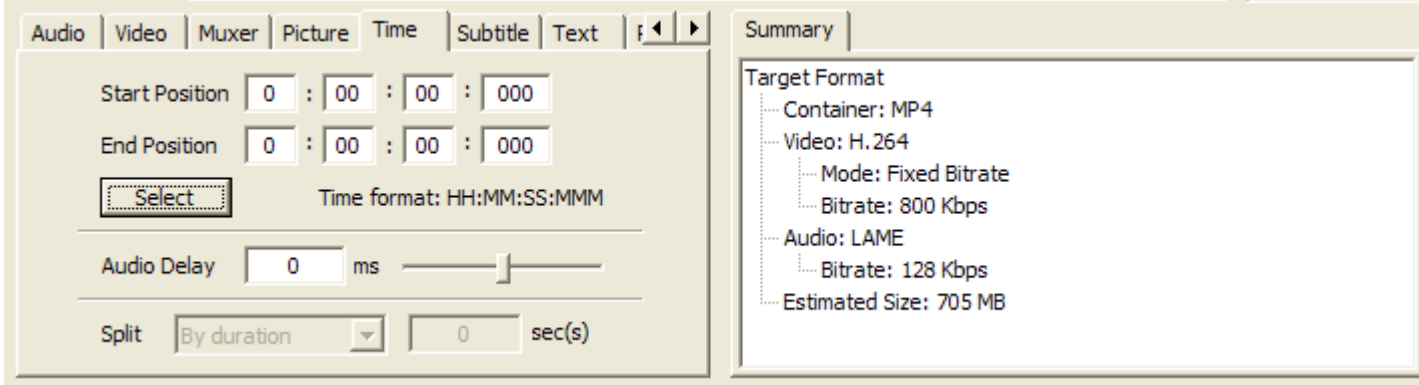 Audio Video Muxer Picture Time Subtitle Text
Start Position 0 : 00 : 00 : 000
End Position 0 : 00 : 00 : 000
Select Time format: HH:MM:SS:MMM
Audio Delay 0 ms
Split By duration 0 sec(s)
Summary
Target Format
Container: MP4
Video: H.264
Mode: Fixed Bitrate
Bitrate: 800 Kbps
Audio: LAME
Bitrate: 128 Kbps
Estimated Size: 705 MB